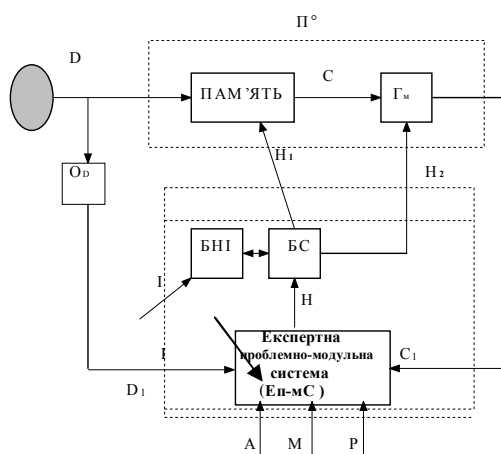 П°
D
С
ПАМ'ЯТЬ
Гм
H₁
H₂
OD
БНІ
БС
I
H
Експертна
проблемно-модульна
система
(Еп-мС)
I
C₁
D₁
А
М
Р